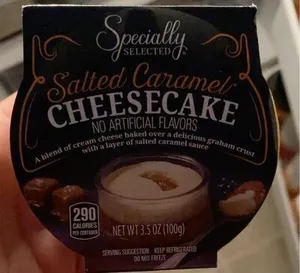 Specially
SELECTED
Salted Caramel
CHEESECAKE
NO ARTIFICIAL FLAVORS
A blend of cream cheese baked over a delicious graham crust
with a layer of salted caramel sauce
290
CALORIES
PER CONTAINER
NET WT 3.5 OZ (100g)
SERVING SUGGESTION KEEP REFRIGERATED
DO NOT FREEZE